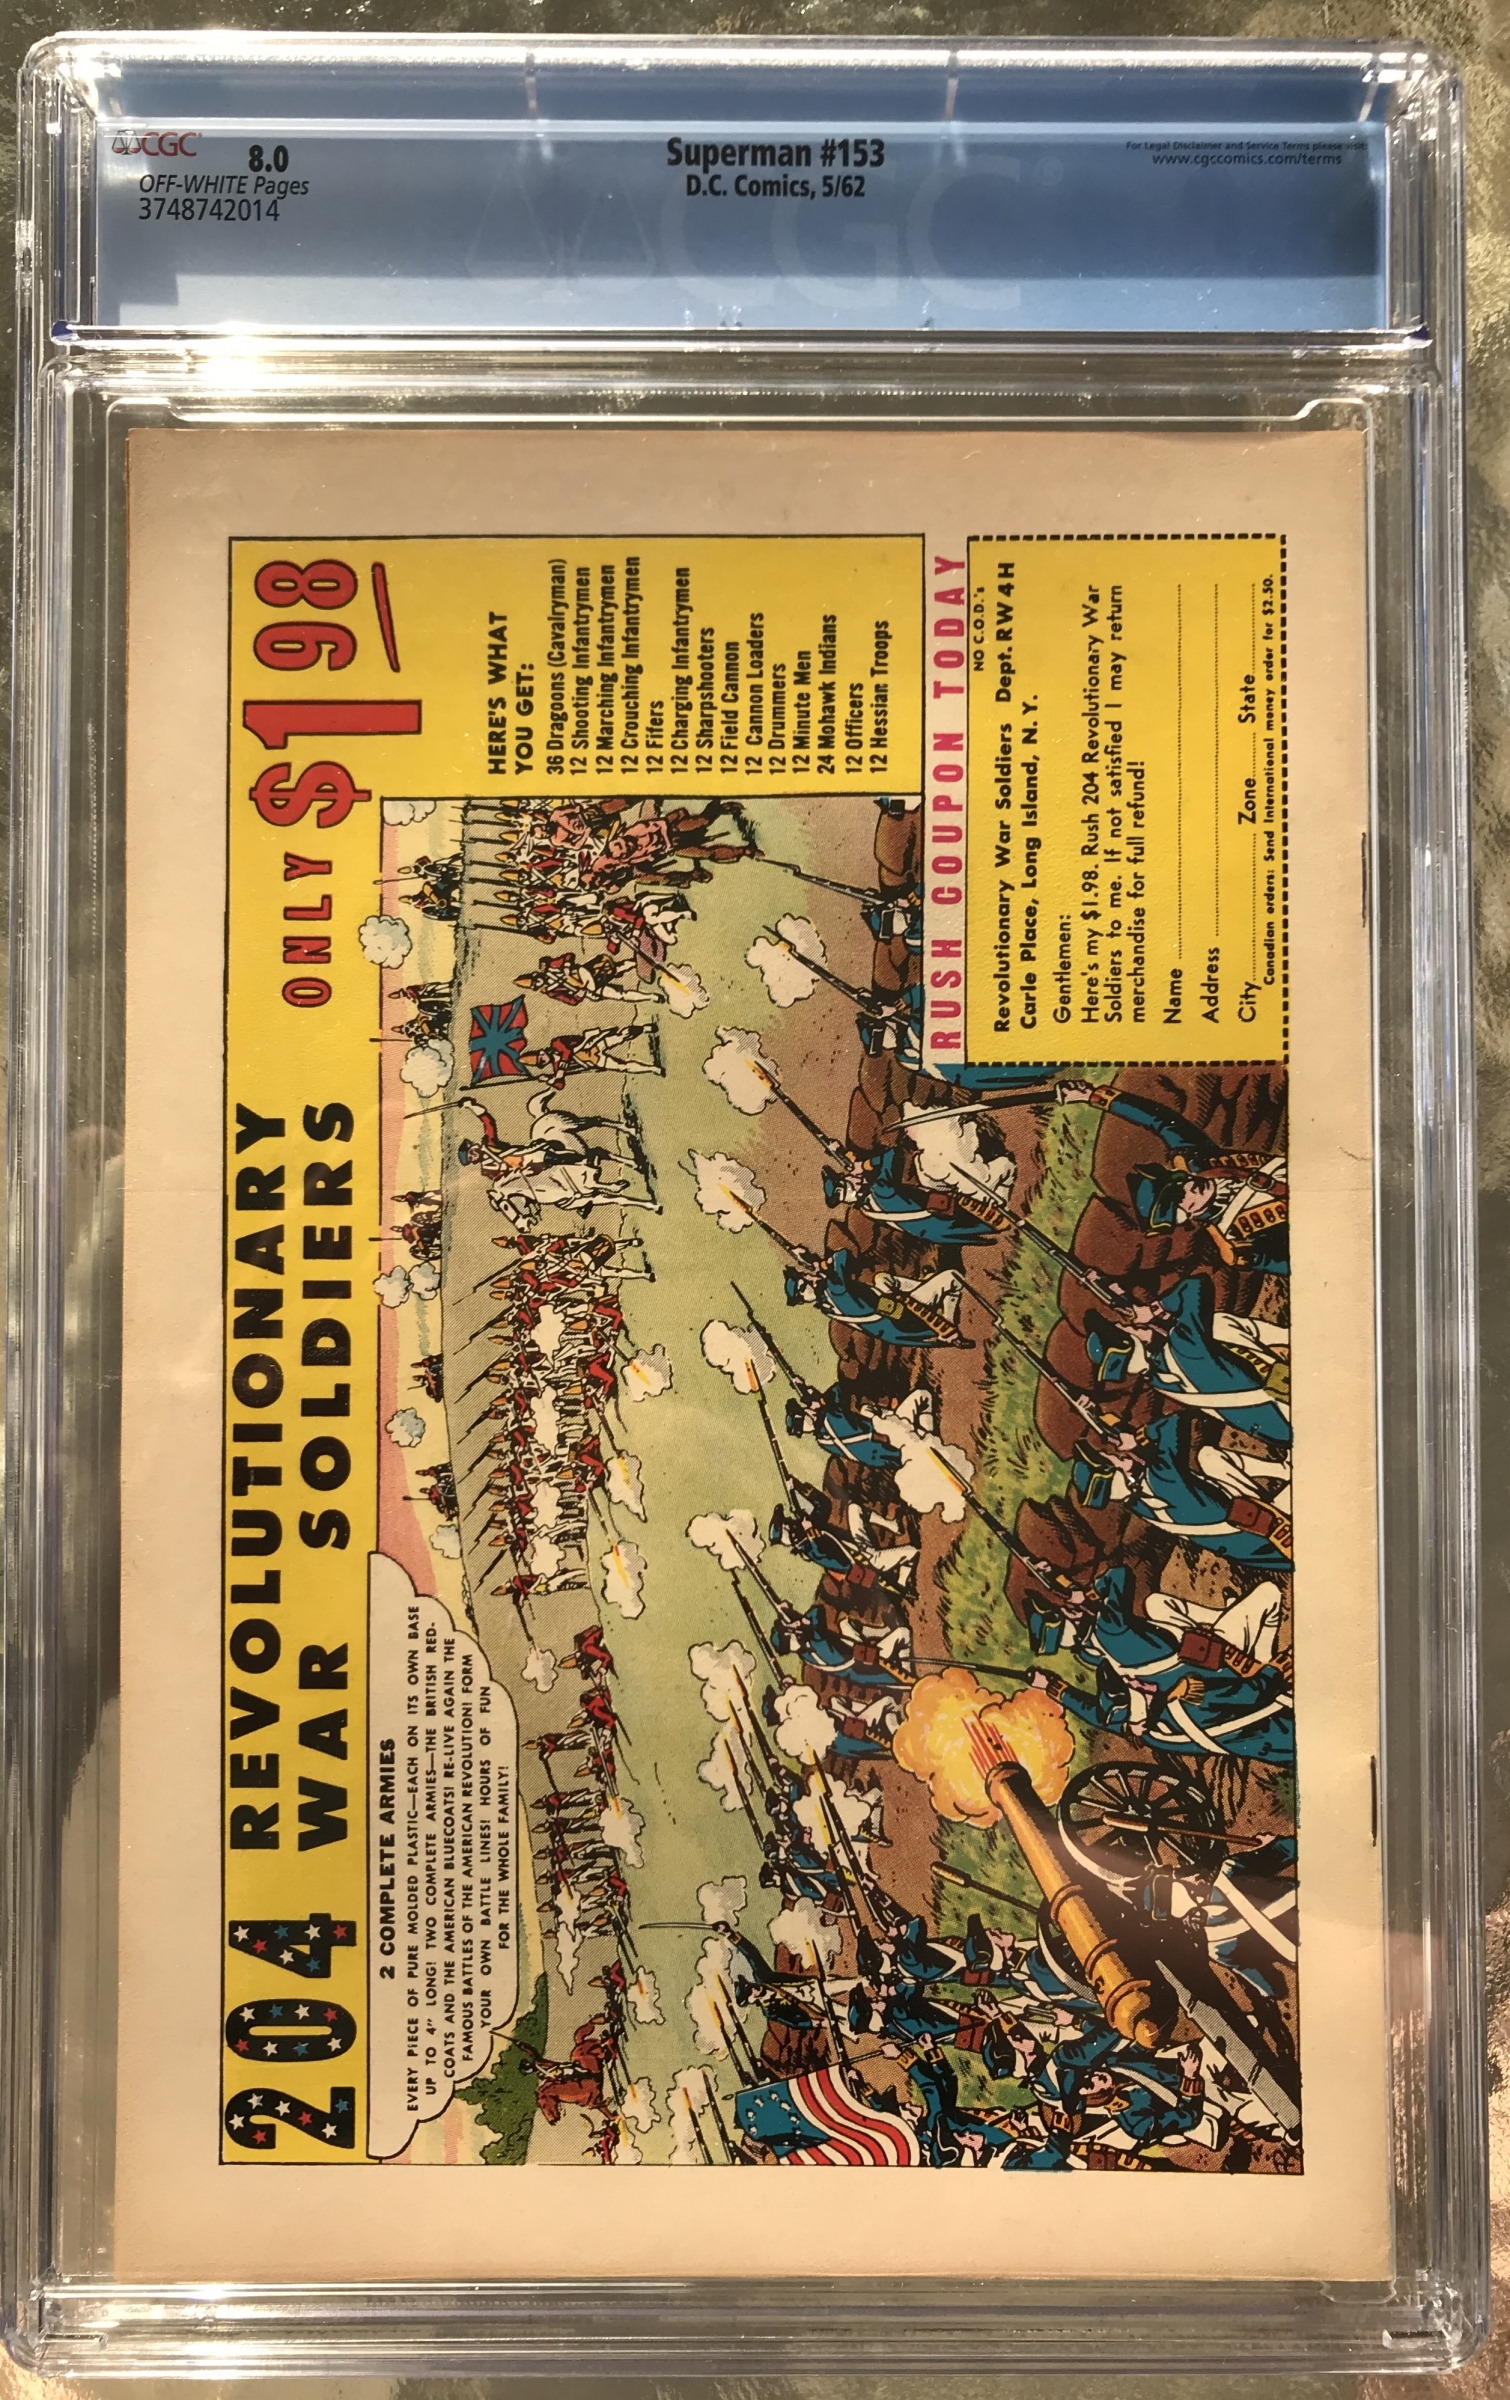 CGC
8.0
OFF-WHITE Pages
3748742014
Superman #153
D.C. Comics, 5/62
For Legal Disclaimer and Service Terms please visit:
www.cgccomics.com/terms
CGC
204 REVOLUTIONARY
WAR SOLDIERS
ONLY $1 98
2 COMPLETE ARMIES
EVERY PIECE OF PURE MOLDED PLASTIC—EACH ON ITS OWN BASE
UP TO 4" LONG! TWO COMPLETE ARMIES—THE BRITISH RED-
COATS AND THE AMERICAN BLUECOATS! RE-LIVE AGAIN THE
FAMOUS BATTLES OF THE AMERICAN REVOLUTION! FORM
YOUR OWN BATTLE LINES! HOURS OF FUN
FOR THE WHOLE FAMILY!
HERE'S WHAT
YOU GET:
36 Dragoons (Cavalryman)
12 Shooting Infantrymen
12 Marching Infantrymen
12 Crouching Infantrymen
12 Fifers
12 Charging Infantrymen
12 Sharpshooters
12 Field Cannon
12 Cannon Loaders
12 Drummers
12 Minute Men
24 Mohawk Indians
12 Officers
12 Hessian Troops
RUSH COUPON TODAY
NO C.O.D.'s
Revolutionary War Soldiers Dept. RW 4H
Carle Place, Long Island, N. Y.
Gentlemen:
Here's my $1.98. Rush 204 Revolutionary War
Soldiers to me. If not satisfied I may return
merchandise for full refund!
Name
Address
City Zone State
Canadian orders: Send International money order for $2.50.